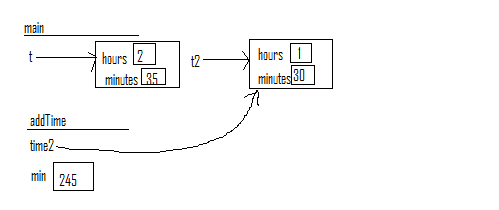 main
t
hours 2
minutes 35
t2
hours 1
minutes 30
addTime
time2
min 245